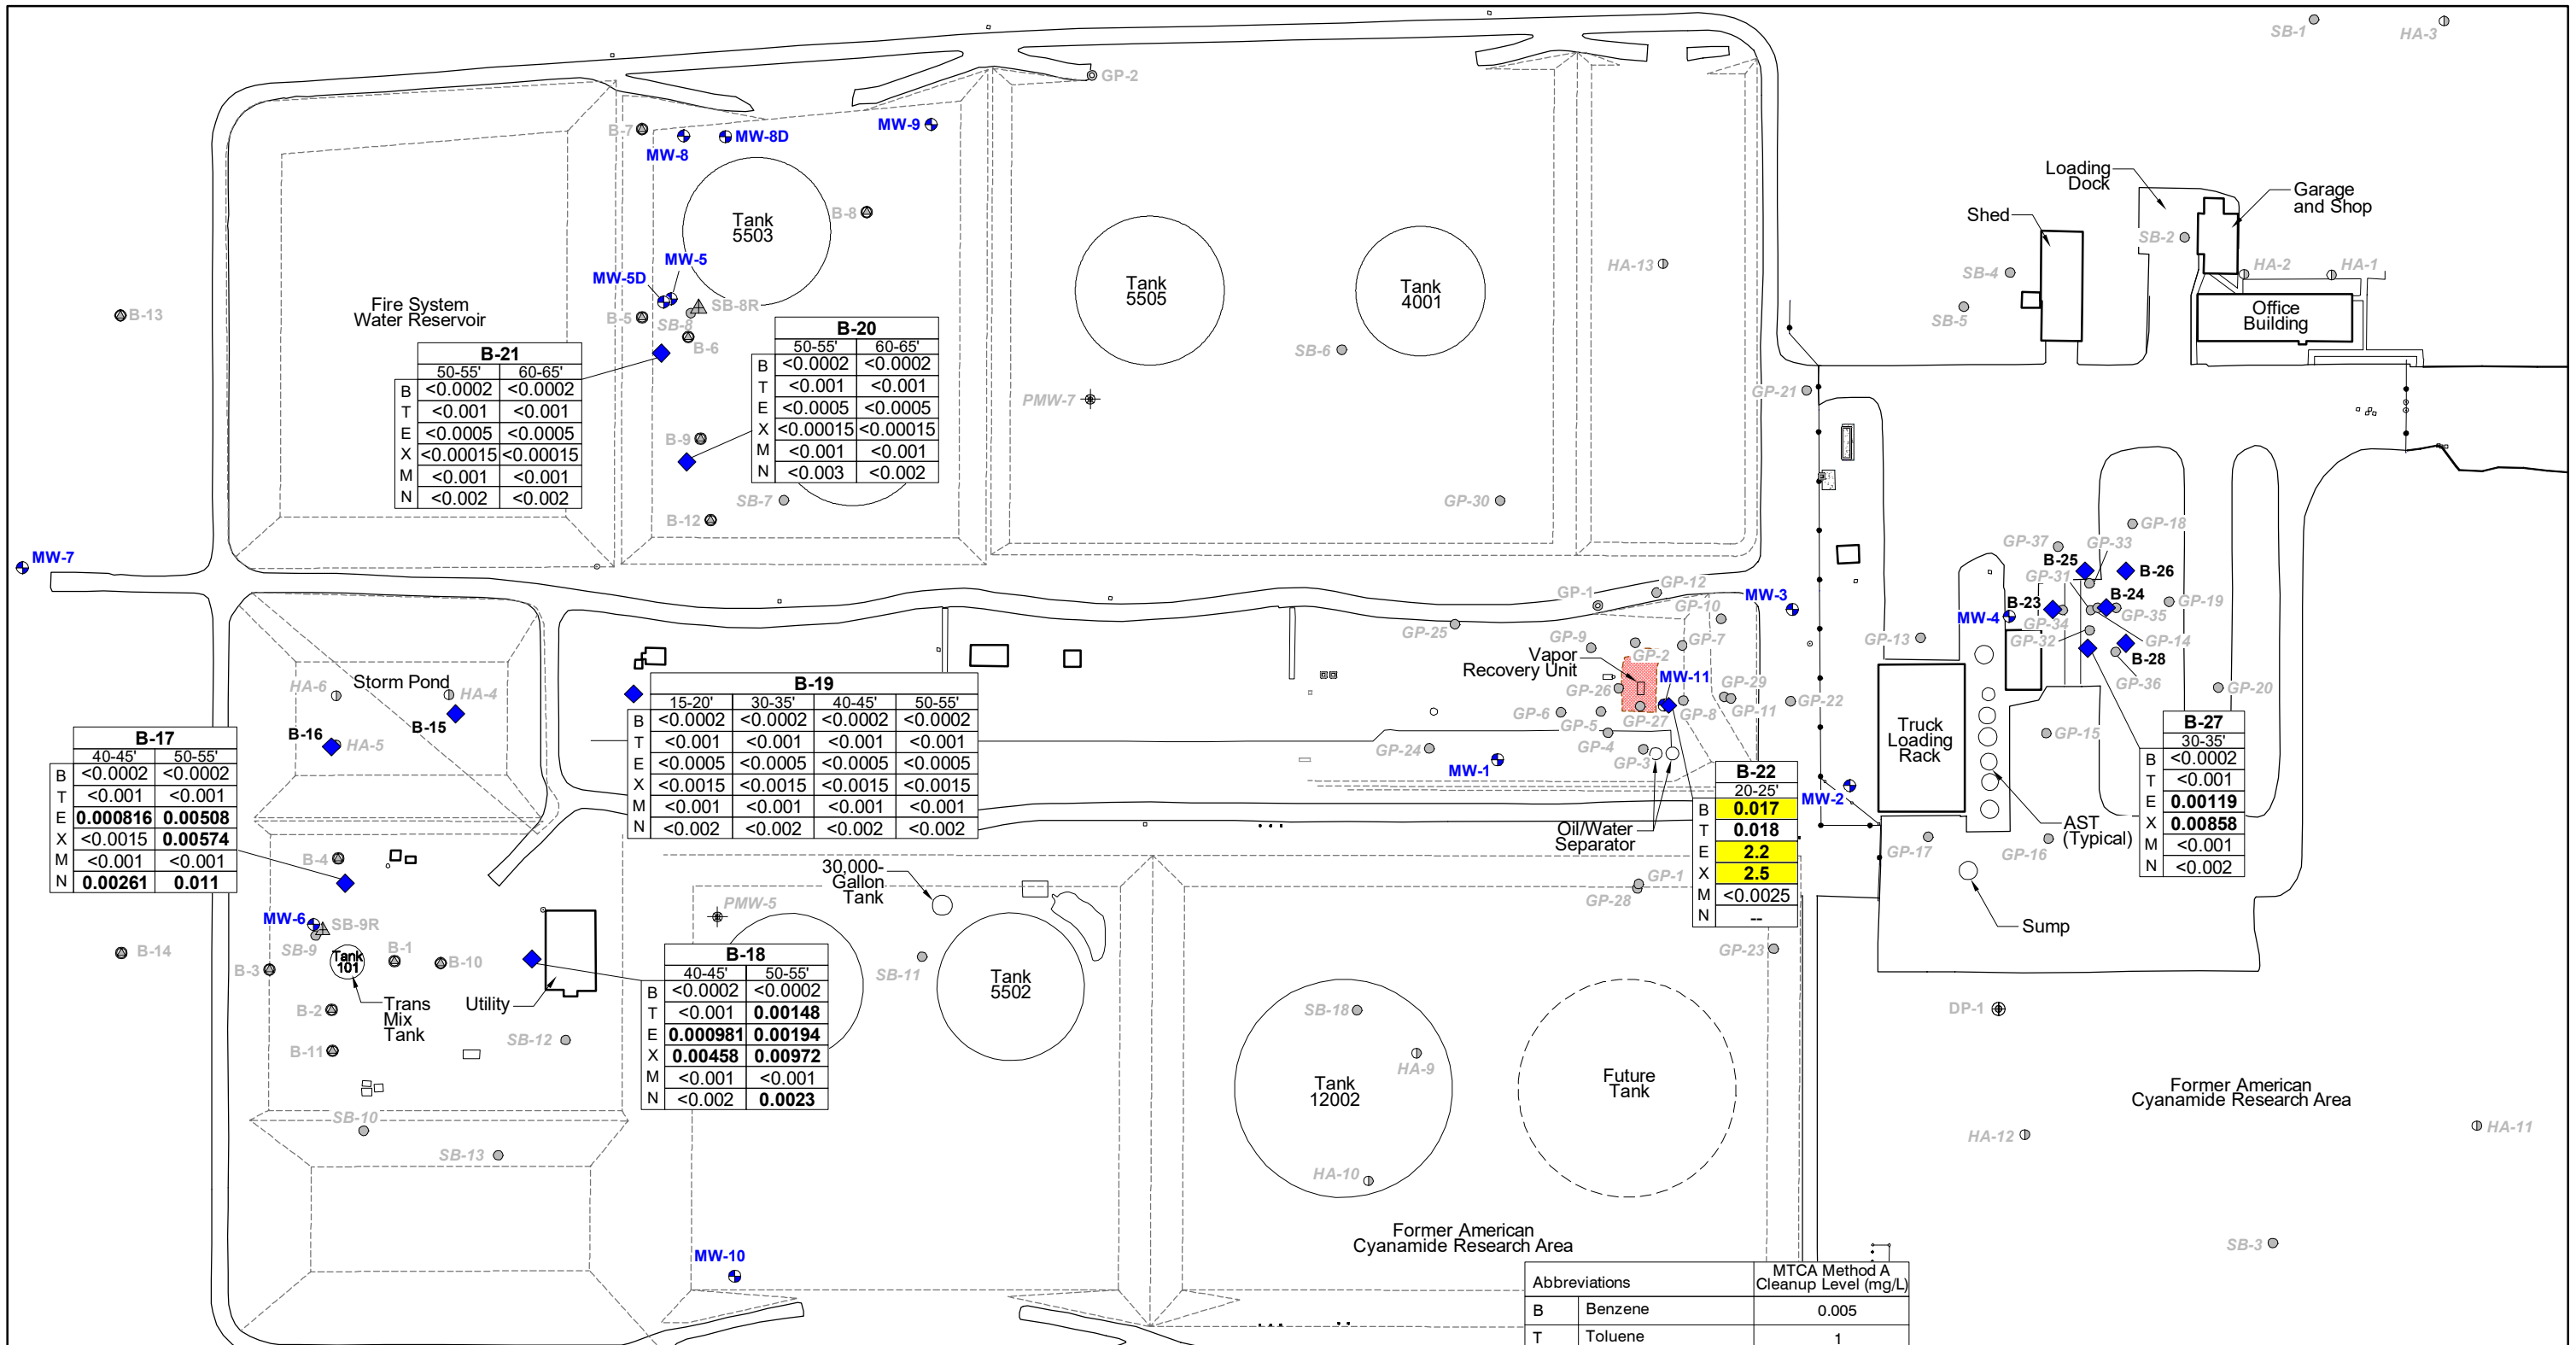 SB-1
HA-3
GP-2
B-7
MW-8
MW-8D
MW-9
Tank
5503
B-8
MW-5
MW-5D
SB-8R
SB-8
B-5
B-6
B-13
Fire System
Water Reservoir
Tank
5505
Tank
4001
HA-13
SB-6
PMW-7
GP-30
Loading
Dock
Garage
and Shop
Shed
SB-2
SB-4
SB-5
HA-2
HA-1
Office
Building
GP-21
B-21
50-55' 60-65'
B <0.0002 <0.0002
T <0.001 <0.001
E <0.0005 <0.0005
X <0.00015 <0.00015
M <0.001 <0.001
N <0.002 <0.002
B-20
50-55' 60-65'
B <0.0002 <0.0002
T <0.001 <0.001
E <0.0005 <0.0005
X <0.00015 <0.00015
M <0.001 <0.001
N <0.003 <0.002
B-9
SB-7
B-12
MW-7
GP-18
GP-37
GP-33
B-25
B-26
GP-31
B-23
B-24
GP-19
GP-35
MW-4
GP-34
GP-32
GP-14
B-28
GP-36
GP-20
GP-13
GP-15
GP-12
GP-1
GP-10
MW-3
GP-25
GP-9
GP-2
GP-7
Vapor
Recovery Unit
MW-11
GP-26
GP-29
GP-6
GP-5
GP-27
GP-8
GP-11
GP-22
GP-24
GP-4
GP-3
MW-1
MW-2
Oil/Water
Separator
HA-6
Storm Pond
HA-4
B-16
HA-5
B-15
B-19
15-20' 30-35' 40-45' 50-55'
B <0.0002 <0.0002 <0.0002 <0.0002
T <0.001 <0.001 <0.001 <0.001
E <0.0005 <0.0005 <0.0005 <0.0005
X <0.0015 <0.0015 <0.0015 <0.0015
M <0.001 <0.001 <0.001 <0.001
N <0.002 <0.002 <0.002 <0.002
B-17
40-45' 50-55'
B <0.0002 <0.0002
T <0.001 <0.001
E 0.000816 0.00508
X <0.0015 0.00574
M <0.001 <0.001
N 0.00261 0.011
B-22
20-25'
B 0.017
T 0.018
E 2.2
X 2.5
M <0.0025
N --
B-27
30-35'
B <0.0002
T <0.001
E 0.00119
X 0.00858
M <0.001
N <0.002
Truck
Loading
Rack
AST
(Typical)
GP-17
GP-16
Sump
B-4
MW-6
SB-9R
SB-9
Tank
101
B-1
B-10
B-3
B-14
B-2
B-11
Trans
Mix
Tank
Utility
SB-12
SB-10
SB-13
30,000-
Gallon
Tank
PMW-5
SB-11
Tank
5502
B-18
40-45' 50-55'
B <0.0002 <0.0002
T <0.001 0.00148
E 0.000981 0.00194
X 0.00458 0.00972
M <0.001 <0.001
N <0.002 0.0023
GP-1
GP-28
GP-23
SB-18
HA-9
Tank
12002
HA-10
Future
Tank
DP-1
Former American
Cyanamide Research Area
HA-12
HA-11
SB-3
MW-10
Former American
Cyanamide Research Area
Abbreviations MTCA Method A
Cleanup Level (mg/L)
B Benzene 0.005
T Toluene 1